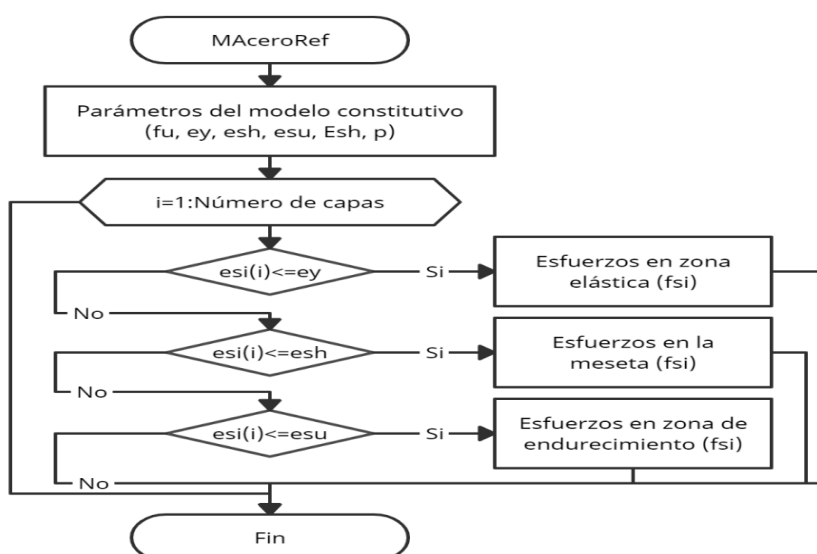 MAceroRef
Parámetros del modelo constitutivo
(fu, ey, esh, esu, Esh, p)
i=1:Número de capas
esi(i)<=ey
Si
Esfuerzos en zona
elástica (fsi)
No
esi(i)<=esh
Si
Esfuerzos en la
meseta (fsi)
No
esi(i)<=esu
Si
Esfuerzos en zona de
endurecimiento (fsi)
No
Fin